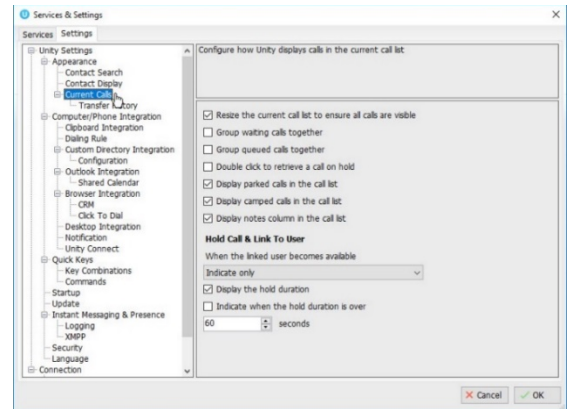 Services & Settings
Services Settings
Unity Settings
Appearance
Contact Search
Contact Display
Current Calls
Transfer History
Computer/Phone Integration
Clipboard Integration
Dialing Rule
Custom Directory Integration
Configuration
Outlook Integration
Shared Calendar
Browser Integration
CRM
Click To Dial
Desktop Integration
Notification
Unity Connect
Quick Keys
Key Combinations
Commands
Startup
Update
Instant Messaging & Presence
Logging
XMPP
Security
Language
Connection
Configure how Unity displays calls in the current call list
Resize the current call list to ensure all calls are visible
Group waiting calls together
Group queued calls together
Double click to retrieve a call on hold
Display parked calls in the call list
Display camped calls in the call list
Display notes column in the call list
Hold Call & Link To User
When the linked user becomes available
Indicate only
Display the hold duration
Indicate when the hold duration is over
60 seconds
Cancel OK